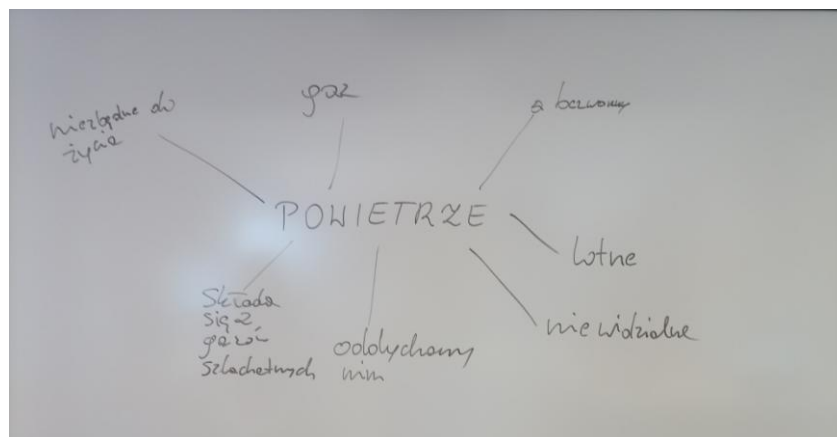 gaz
bezwonny
niezbędne do
życia
POWIETRZE
lotne
Składa
się z
gazów
szlachetnych
oddychamy
nim
niewidzialne